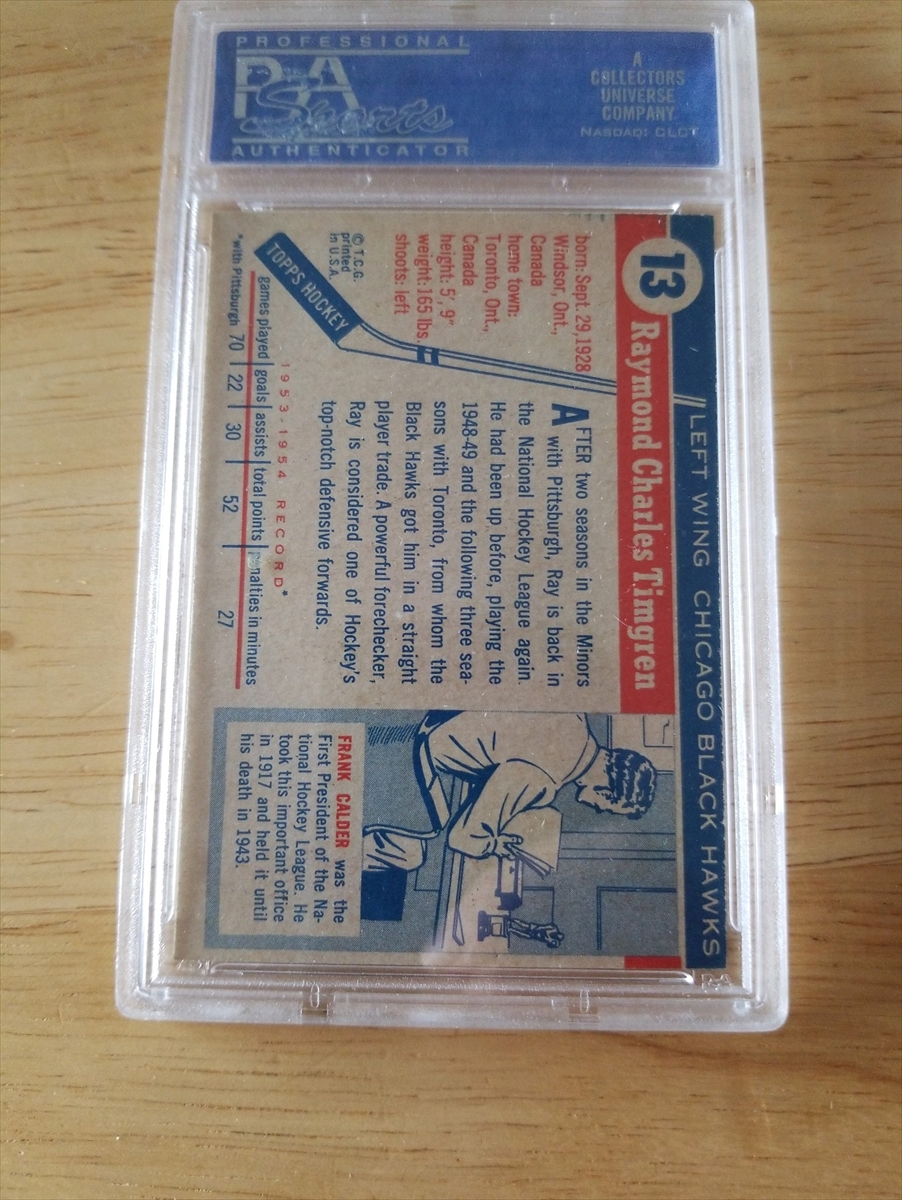 PROFESSIONAL
PSA
Sports
AUTHENTICATOR
A
COLLECTORS
UNIVERSE
COMPANY
NASDAQ: CLCT
LEFT WING CHICAGO BLACK HAWKS
13
Raymond Charles Timgren
born: Sept. 29, 1928
Windsor, Ont.,
Canada
home town:
Toronto, Ont.,
Canada
height: 5', 9"
weight: 165 lbs.
shoots: left
© T.C.G.
printed
in U.S.A.
TOPPS HOCKEY
AFTER two seasons in the Minors
with Pittsburgh, Ray is back in
the National Hockey League again.
He had been up before, playing the
1948-49 and the following three sea-
sons with Toronto, from whom the
Black Hawks got him in a straight
player trade. A powerful forechecker,
Ray is considered one of Hockey's
top-notch defensive forwards.
1953-1954 RECORD*
games played goals assists total points penalties in minutes
*with Pittsburgh 70 22 30 52 27
FRANK CALDER was the
First President of the Na-
tional Hockey League. He
took this important office
in 1917 and held it until
his death in 1943.